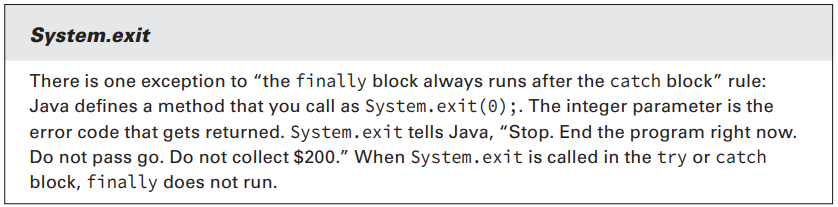 System.exit
There is one exception to “the finally block always runs after the catch block” rule:
Java defines a method that you call as System.exit(0);. The integer parameter is the
error code that gets returned. System.exit tells Java, “Stop. End the program right now.
Do not pass go. Do not collect $200.” When System.exit is called in the try or catch
block, finally does not run.